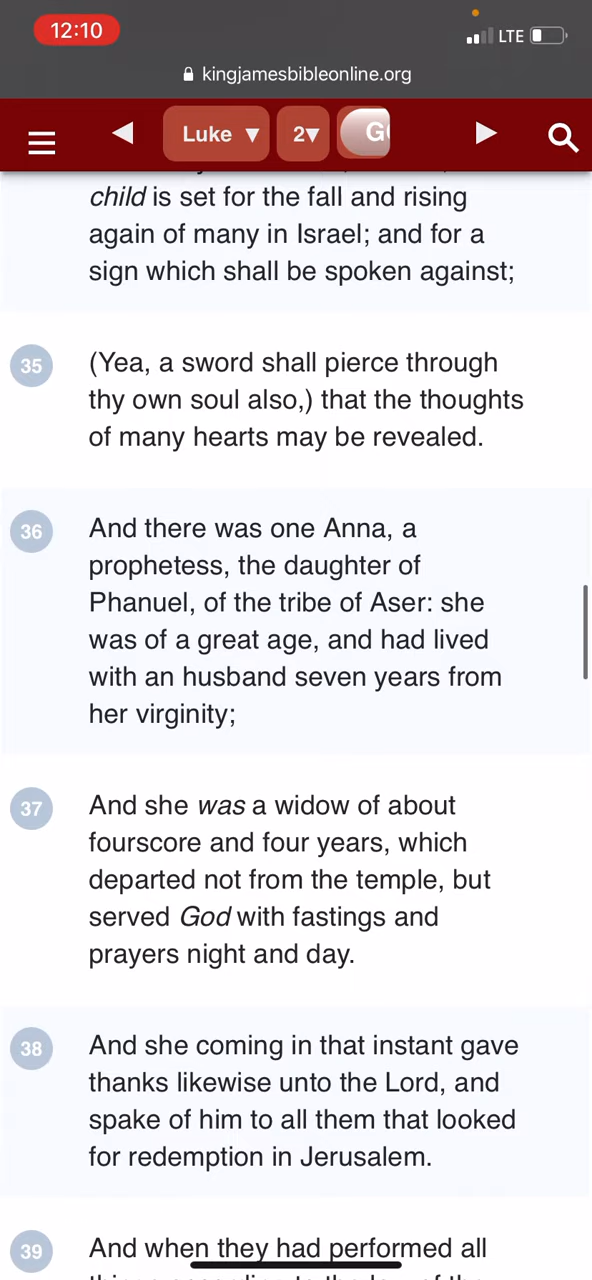 12:10
LTE
kingjamesbibleonline.org
Luke ▼ 2▼ G
child is set for the fall and rising
again of many in Israel; and for a
sign which shall be spoken against;
35 (Yea, a sword shall pierce through
thy own soul also,) that the thoughts
of many hearts may be revealed.
36 And there was one Anna, a
prophetess, the daughter of
Phanuel, of the tribe of Aser: she
was of a great age, and had lived
with an husband seven years from
her virginity;
37 And she was a widow of about
fourscore and four years, which
departed not from the temple, but
served God with fastings and
prayers night and day.
38 And she coming in that instant gave
thanks likewise unto the Lord, and
spake of him to all them that looked
for redemption in Jerusalem.
39 And when they had performed all